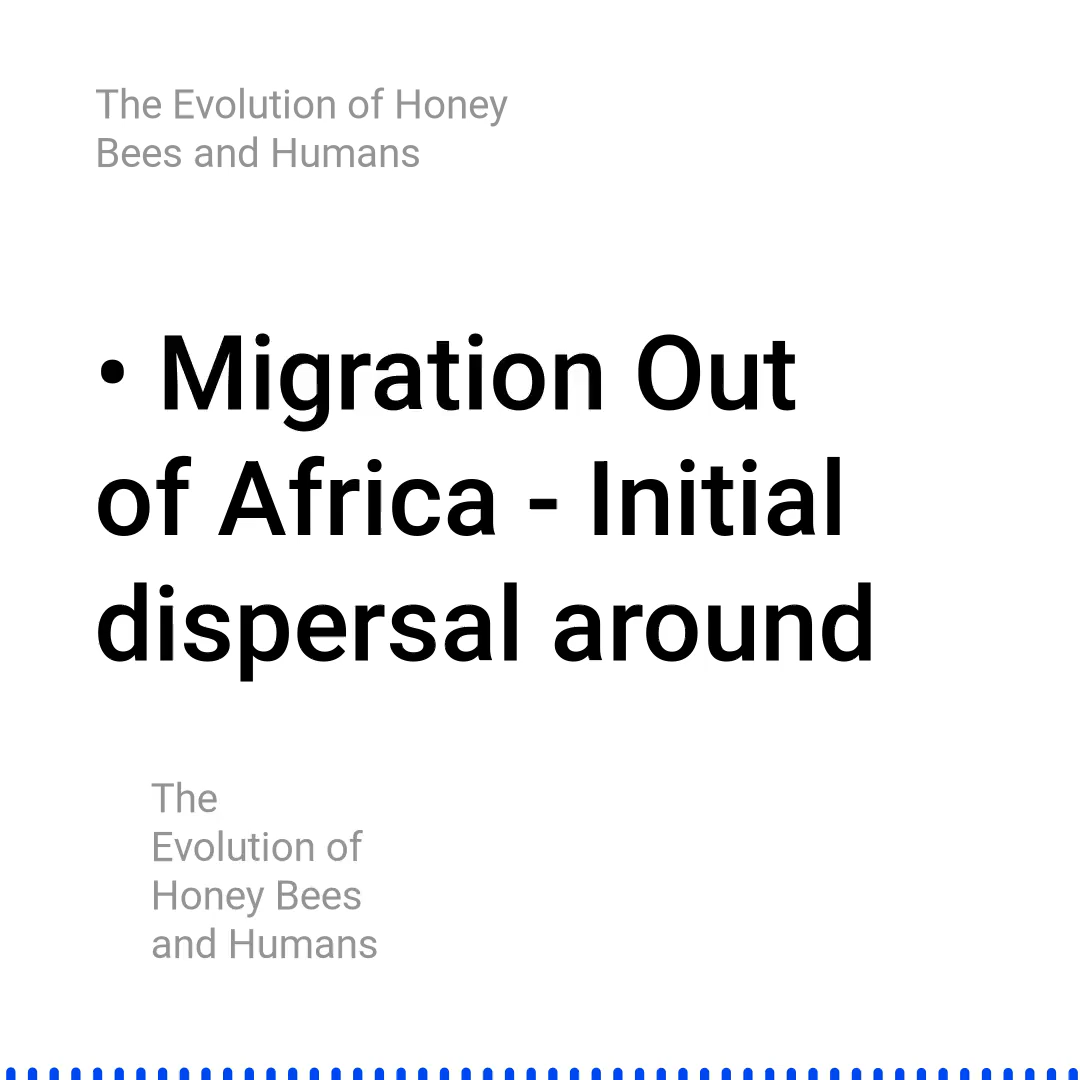 The Evolution of Honey
Bees and Humans
• Migration Out
of Africa - Initial
dispersal around
The
Evolution of
Honey Bees
and Humans